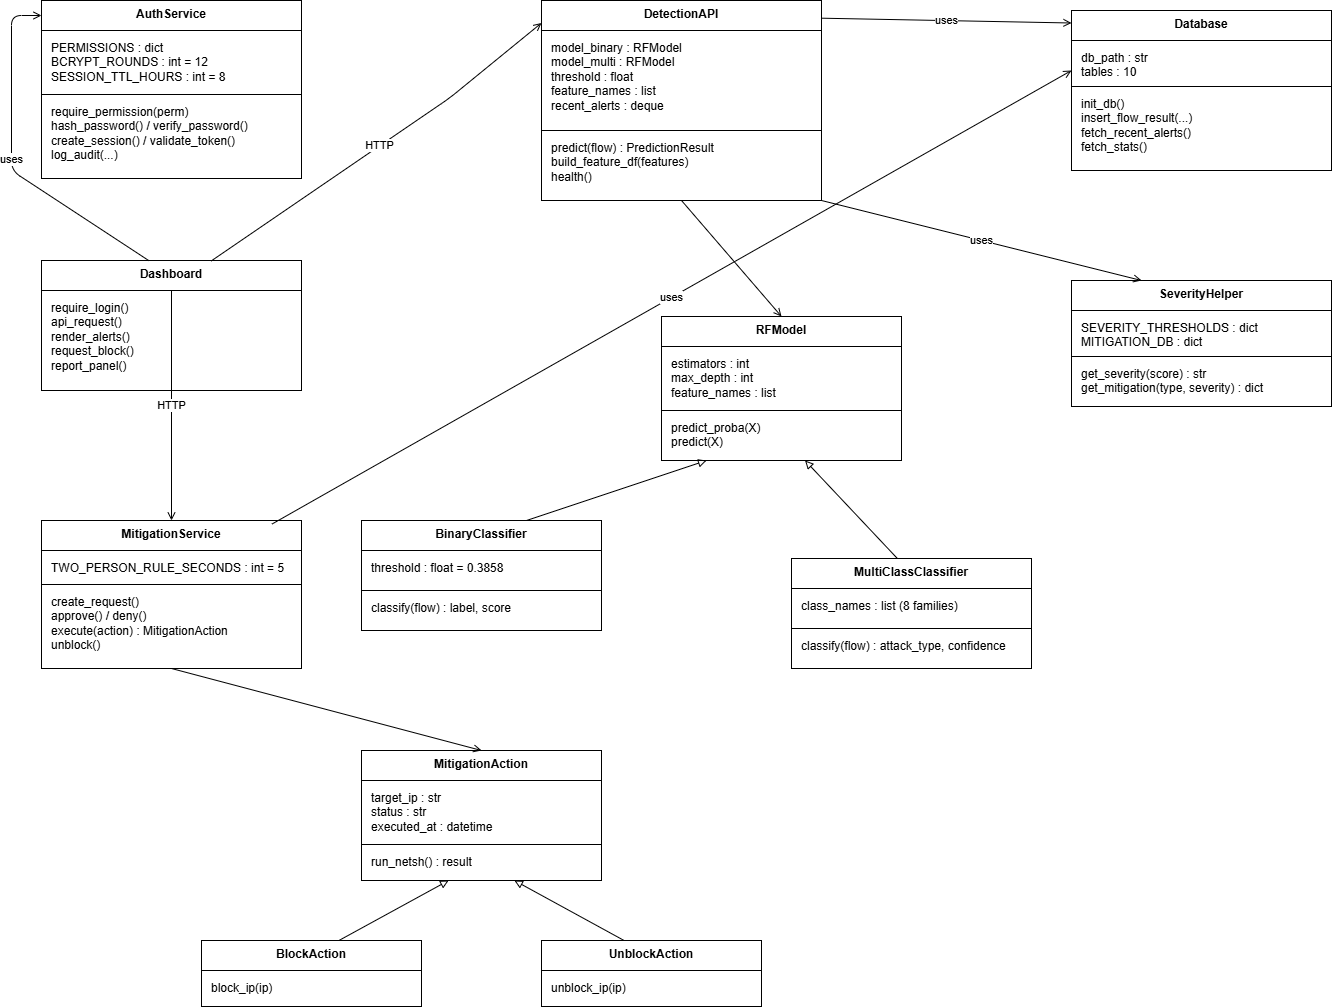 AuthService
PERMISSIONS : dict
BCRYPT_ROUNDS : int = 12
SESSION_TTL_HOURS : int = 8
require_permission(perm)
hash_password() / verify_password()
create_session() / validate_token()
log_audit(...)
DetectionAPI
model_binary : RFModel
model_multi : RFModel
threshold : float
feature_names : list
recent_alerts : deque
predict(flow) : PredictionResult
build_feature_df(features)
health()
uses
Database
db_path : str
tables : 10
init_db()
insert_flow_result(...)
fetch_recent_alerts()
fetch_stats()
uses
HTTP
uses
Dashboard
require_login()
api_request()
render_alerts()
request_block()
report_panel()
HTTP
uses
SeverityHelper
SEVERITY_THRESHOLDS : dict
MITIGATION_DB : dict
get_severity(score) : str
get_mitigation(type, severity) : dict
RFModel
estimators : int
max_depth : int
feature_names : list
predict_proba(X)
predict(X)
MitigationService
TWO_PERSON_RULE_SECONDS : int = 5
create_request()
approve() / deny()
execute(action) : MitigationAction
unblock()
BinaryClassifier
threshold : float = 0.3858
classify(flow) : label, score
MultiClassClassifier
class_names : list (8 families)
classify(flow) : attack_type, confidence
MitigationAction
target_ip : str
status : str
executed_at : datetime
run_netsh() : result
BlockAction
block_ip(ip)
UnblockAction
unblock_ip(ip)